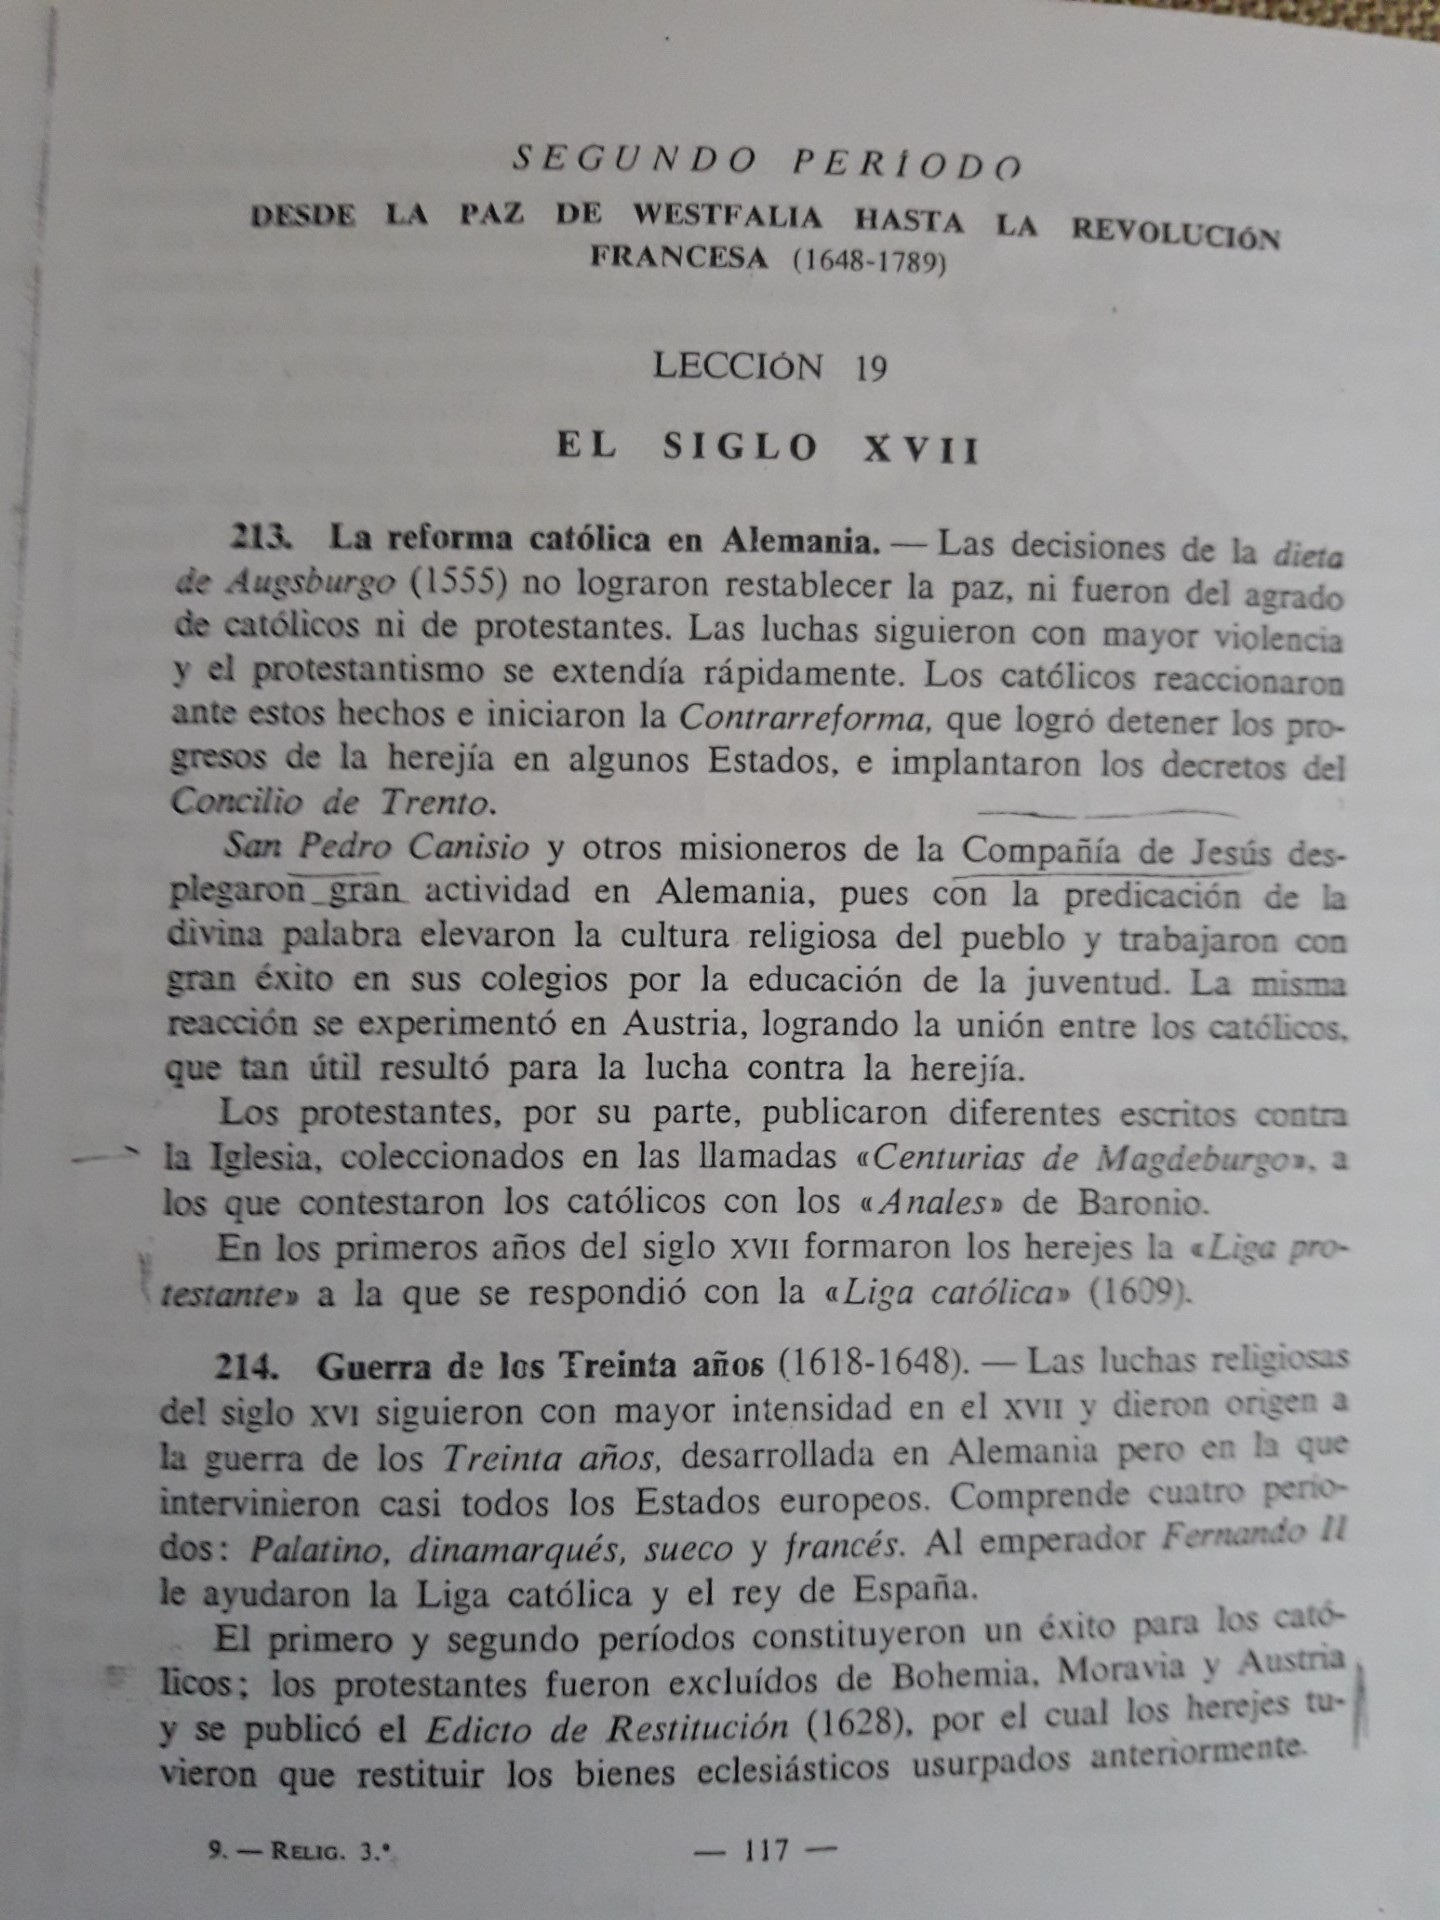 SEGUNDO PERÍODO
DESDE LA PAZ DE WESTFALIA HASTA LA REVOLUCIÓN
FRANCESA (1648-1789)
LECCIÓN 19
EL SIGLO XVII
213. La reforma católica en Alemania. — Las decisiones de la dieta
de Augsburgo (1555) no lograron restablecer la paz, ni fueron del agrado
de católicos ni de protestantes. Las luchas siguieron con mayor violencia
y el protestantismo se extendía rápidamente. Los católicos reaccionaron
ante estos hechos e iniciaron la Contrarreforma, que logró detener los pro-
gresos de la herejía en algunos Estados, e implantaron los decretos del
Concilio de Trento.
San Pedro Canisio y otros misioneros de la Compañía de Jesús des-
plegaron gran actividad en Alemania, pues con la predicación de la
divina palabra elevaron la cultura religiosa del pueblo y trabajaron con
gran éxito en sus colegios por la educación de la juventud. La misma
reacción se experimentó en Austria, logrando la unión entre los católicos,
que tan útil resultó para la lucha contra la herejía.
Los protestantes, por su parte, publicaron diferentes escritos contra
la Iglesia, coleccionados en las llamadas «Centurias de Magdeburgo», a
los que contestaron los católicos con los «Anales» de Baronio.
En los primeros años del siglo XVII formaron los herejes la «Liga pro-
testante» a la que se respondió con la «Liga católica» (1609).
214. Guerra de los Treinta años (1618-1648). — Las luchas religiosas
del siglo XVI siguieron con mayor intensidad en el XVII y dieron origen a
la guerra de los Treinta años, desarrollada en Alemania pero en la que
intervinieron casi todos los Estados europeos. Comprende cuatro perío-
dos: Palatino, dinamarqués, sueco y francés. Al emperador Fernando II
le ayudaron la Liga católica y el rey de España.
El primero y segundo períodos constituyeron un éxito para los cató-
licos; los protestantes fueron excluídos de Bohemia, Moravia y Austria
y se publicó el Edicto de Restitución (1628), por el cual los herejes tu-
vieron que restituir los bienes eclesiásticos usurpados anteriormente.
9. — RELIG. 3.º
— 117 —